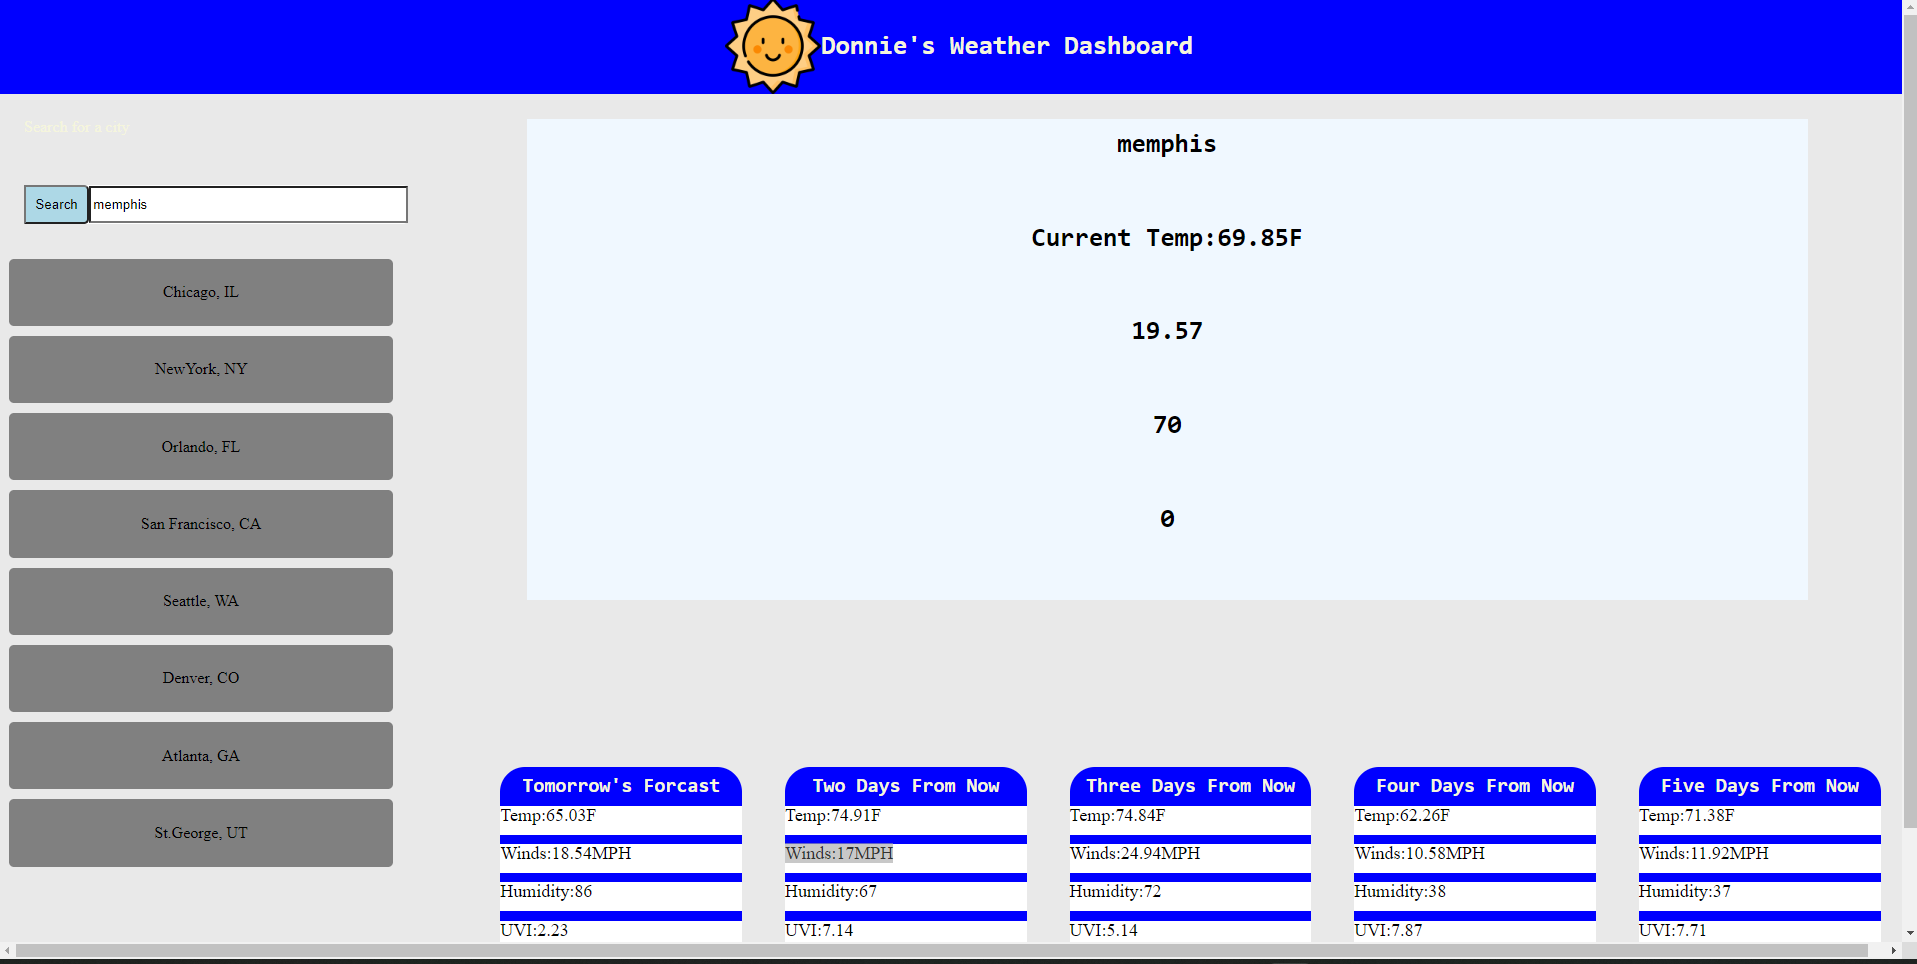 Donnie's Weather Dashboard
Search for a city
Search
memphis
Chicago, IL
NewYork, NY
Orlando, FL
San Francisco, CA
Seattle, WA
Denver, CO
Atlanta, GA
St.George, UT
memphis
Current Temp:69.85F
19.57
70
0
Tomorrow's Forcast
Temp:65.03F
Winds:18.54MPH
Humidity:86
UVI:2.23
Two Days From Now
Temp:74.91F
Winds:17MPH
Humidity:67
UVI:7.14
Three Days From Now
Temp:74.84F
Winds:24.94MPH
Humidity:72
UVI:5.14
Four Days From Now
Temp:62.26F
Winds:10.58MPH
Humidity:38
UVI:7.87
Five Days From Now
Temp:71.38F
Winds:11.92MPH
Humidity:37
UVI:7.71